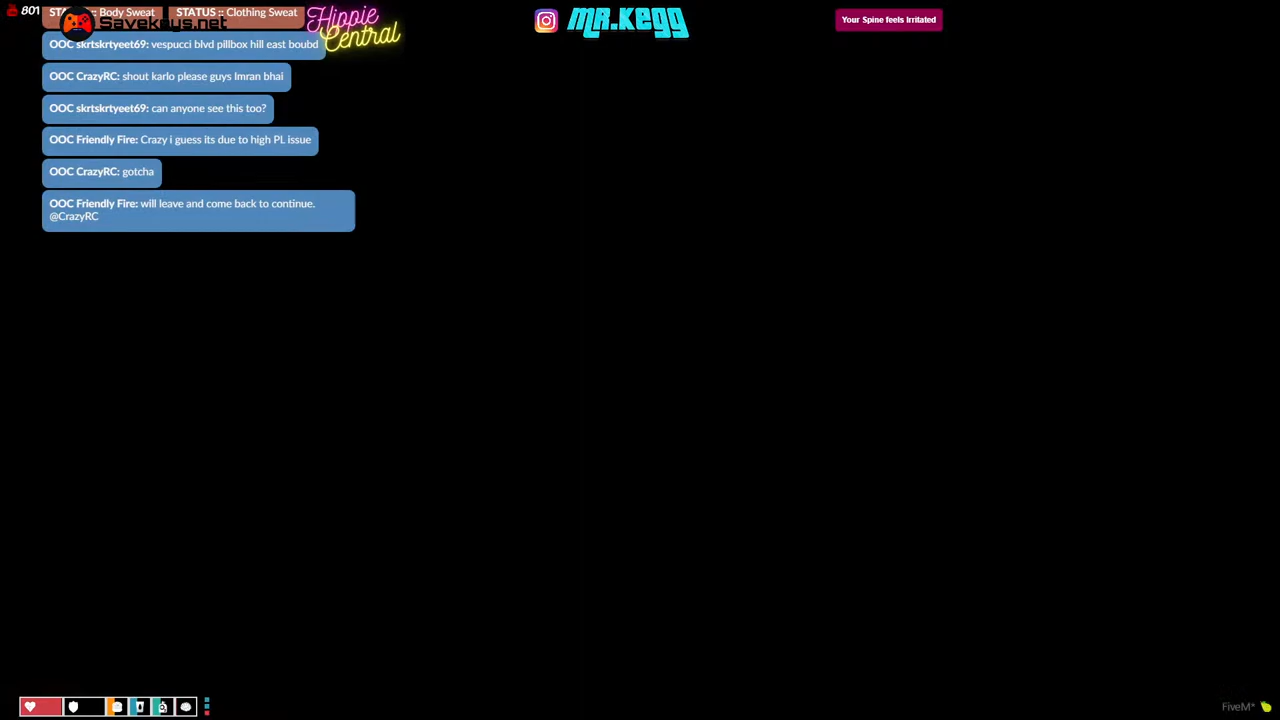 801
STATUS :: Body Sweat STATUS :: Clothing Sweat
SaveKeys.net
Hippie
Central
MR.KEGG
Your Spine feels Irritated
OOC skrtskrtyeet69: vespucci blvd pillbox hill east boubd
OOC CrazyRC: shout karlo please guys Imran bhai
OOC skrtskrtyeet69: can anyone see this too?
OOC Friendly Fire: Crazy i guess its due to high PL issue
OOC CrazyRC: gotcha
OOC Friendly Fire: will leave and come back to continue.
@CrazyRC
FiveM*